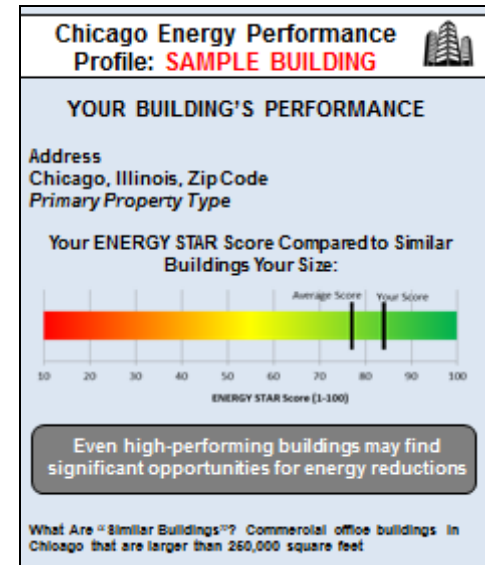 Chicago Energy Performance
Profile: SAMPLE BUILDING
YOUR BUILDING'S PERFORMANCE
Address
Chicago, Illinois, Zip Code
Primary Property Type
Your ENERGY STAR Score Compared to Similar
Buildings Your Size:
Average Score Your Score
10 20 30 40 50 60 70 80 90 100
ENERGY STAR Score (1-100)
Even high-performing buildings may find
significant opportunities for energy reductions
What Are "Similar Buildings"? Commercial office buildings in
Chicago that are larger than 250,000 square feet